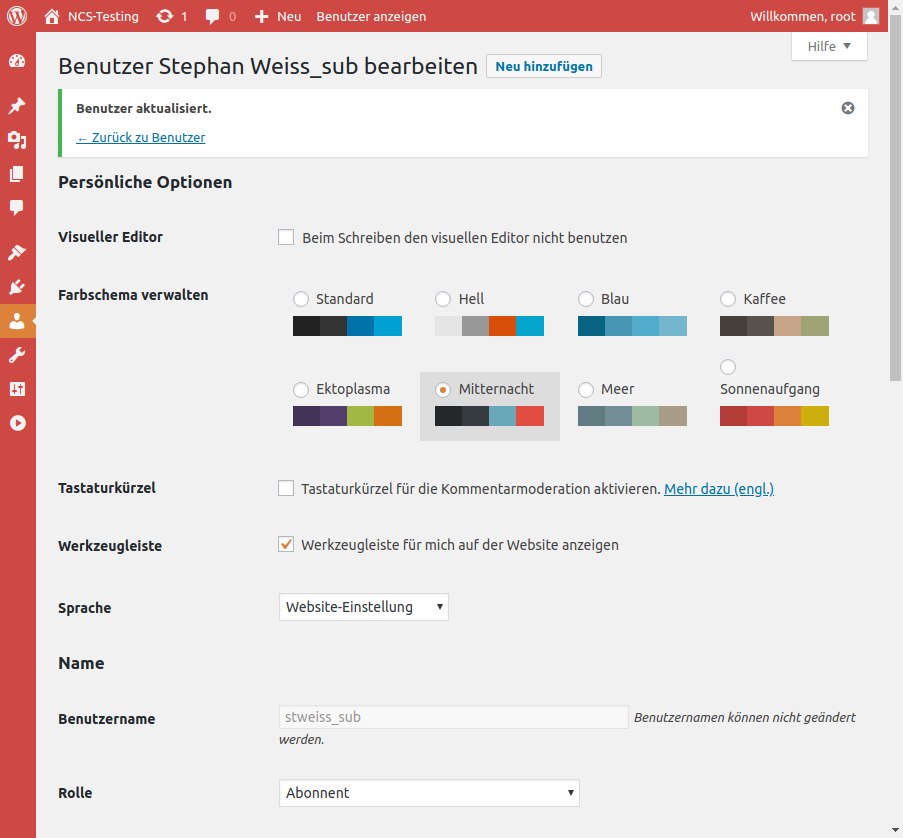 NCS-Testing 1 0 Neu Benutzer anzeigen Willkommen, root
Hilfe
Benutzer Stephan Weiss_sub bearbeiten Neu hinzufügen
Benutzer aktualisiert.
← Zurück zu Benutzer
Persönliche Optionen
Visueller Editor Beim Schreiben den visuellen Editor nicht benutzen
Farbschema verwalten Standard Hell Blau Kaffee
Ektoplasma Mitternacht Meer Sonnenaufgang
Tastaturkürzel Tastaturkürzel für die Kommentarmoderation aktivieren. Mehr dazu (engl.)
Werkzeugleiste Werkzeugleiste für mich auf der Website anzeigen
Sprache Website-Einstellung
Name
Benutzername stweiss_sub Benutzernamen können nicht geändert
werden.
Rolle Abonnent